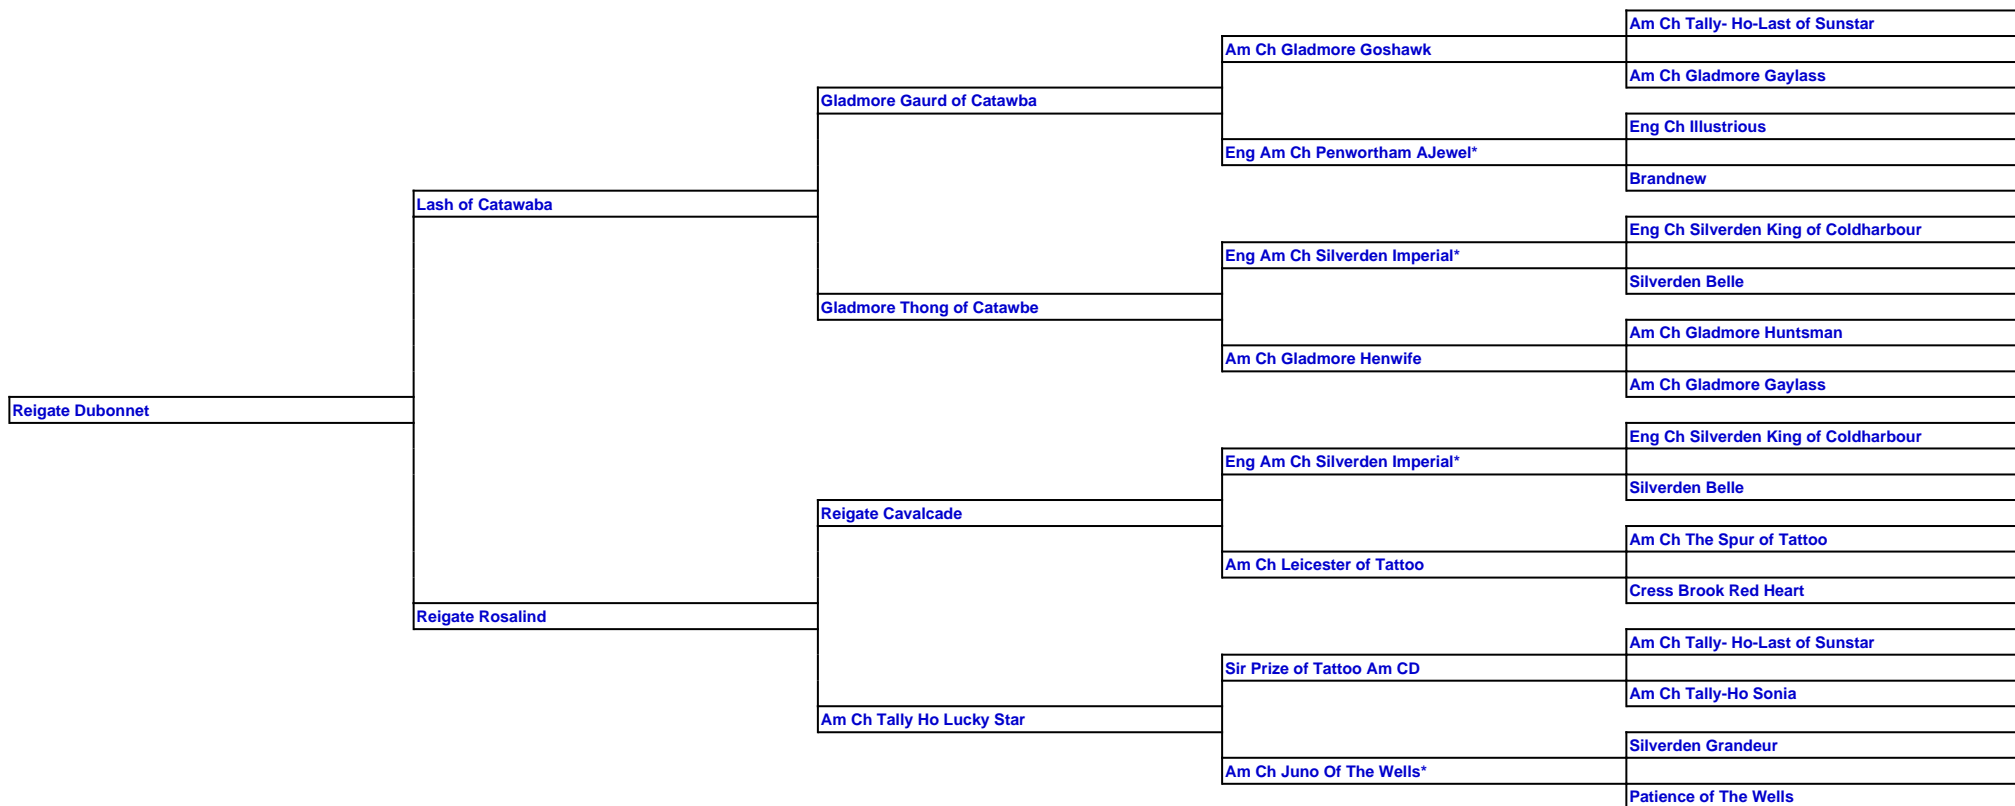 Am Ch Tally- Ho-Last of Sunstar
Am Ch Gladmore Goshawk
Am Ch Gladmore Gaylass
Gladmore Gaurd of Catawba
Eng Ch Illustrious
Eng Am Ch Penwortham AJewel*
Brandnew
Lash of Catawaba
Eng Ch Silverden King of Coldharbour
Eng Am Ch Silverden Imperial*
Silverden Belle
Gladmore Thong of Catawbe
Am Ch Gladmore Huntsman
Am Ch Gladmore Henwife
Am Ch Gladmore Gaylass
Reigate Dubonnet
Eng Ch Silverden King of Coldharbour
Eng Am Ch Silverden Imperial*
Silverden Belle
Reigate Cavalcade
Am Ch The Spur of Tattoo
Am Ch Leicester of Tattoo
Cress Brook Red Heart
Reigate Rosalind
Am Ch Tally- Ho-Last of Sunstar
Sir Prize of Tattoo Am CD
Am Ch Tally-Ho Sonia
Am Ch Tally Ho Lucky Star
Silverden Grandeur
Am Ch Juno Of The Wells*
Patience of The Wells